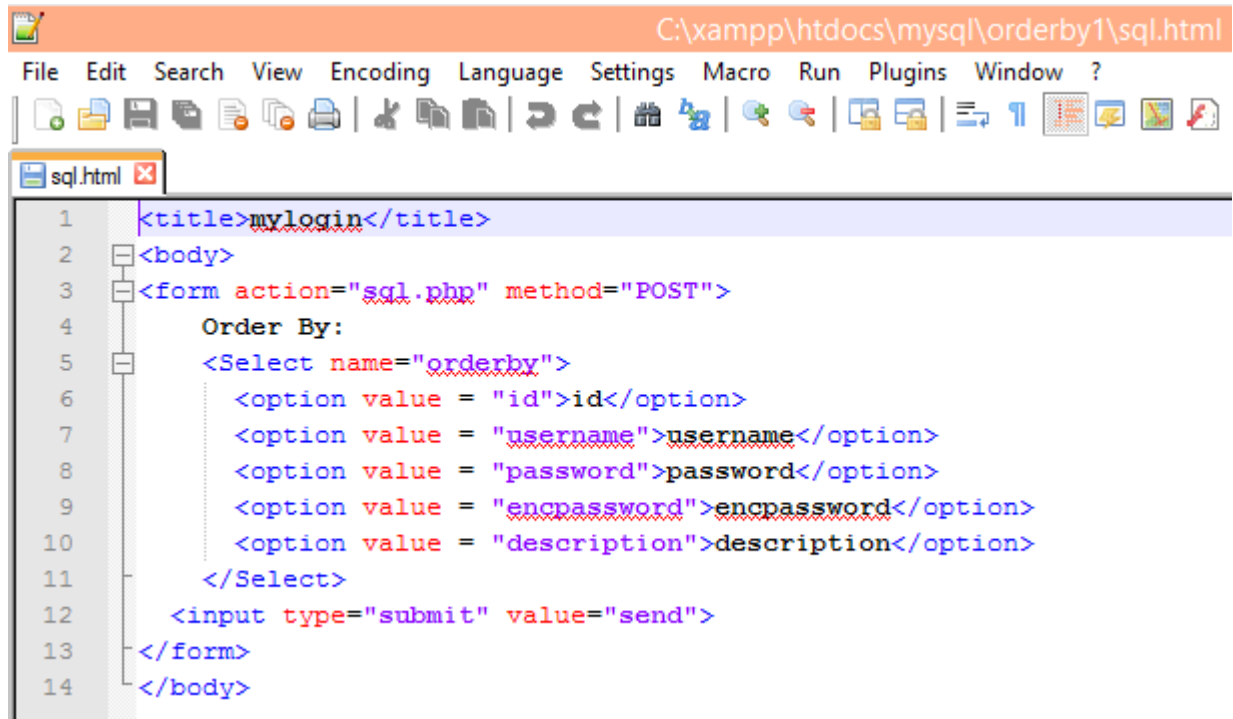 C:\xampp\htdocs\mysql\orderby1\sql.html
File Edit Search View Encoding Language Settings Macro Run Plugins Window ?
sql.html
1 <title>mylogin</title>
2 <body>
3 <form action="sql.php" method="POST">
4 Order By:
5 <Select name="orderby">
6 <option value = "id">id</option>
7 <option value = "username">username</option>
8 <option value = "password">password</option>
9 <option value = "encpassword">encpassword</option>
10 <option value = "description">description</option>
11 </Select>
12 <input type="submit" value="send">
13 </form>
14 </body>